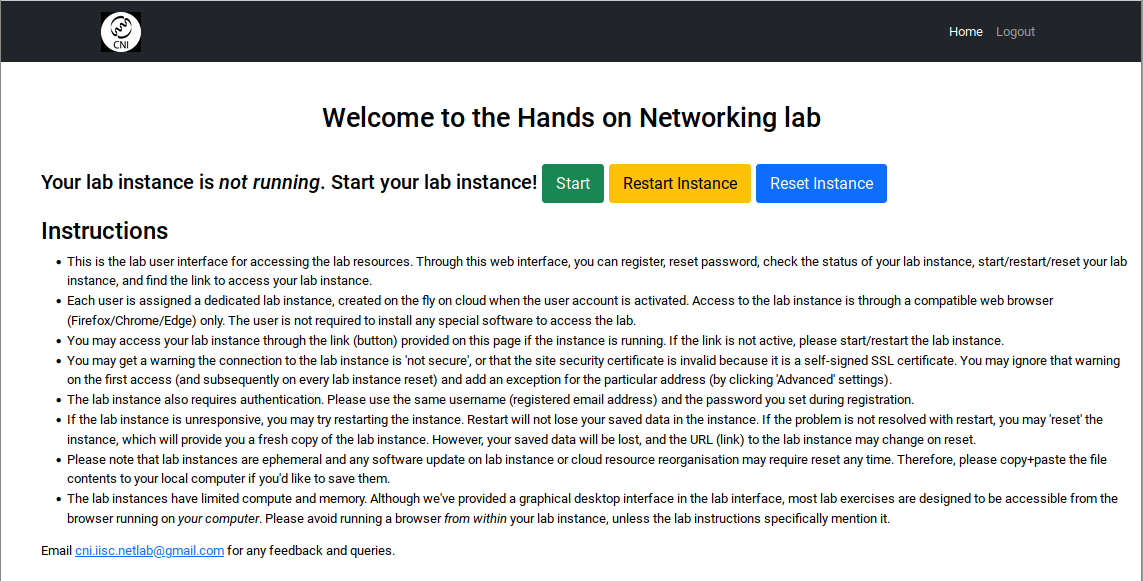 CNI
Home Logout
Welcome to the Hands on Networking lab
Your lab instance is not running. Start your lab instance! Start Restart Instance Reset Instance
Instructions
• This is the lab user interface for accessing the lab resources. Through this web interface, you can register, reset password, check the status of your lab instance, start/restart/reset your lab
instance, and find the link to access your lab instance.
• Each user is assigned a dedicated lab instance, created on the fly on cloud when the user account is activated. Access to the lab instance is through a compatible web browser
(Firefox/Chrome/Edge) only. The user is not required to install any special software to access the lab.
• You may access your lab instance through the link (button) provided on this page if the instance is running. If the link is not active, please start/restart the lab instance.
• You may get a warning the connection to the lab instance is 'not secure', or that the site security certificate is invalid because it is a self-signed SSL certificate. You may ignore that warning
on the first access (and subsequently on every lab instance reset) and add an exception for the particular address (by clicking 'Advanced' settings).
• The lab instance also requires authentication. Please use the same username (registered email address) and the password you set during registration.
• If the lab instance is unresponsive, you may try restarting the instance. Restart will not lose your saved data in the instance. If the problem is not resolved with restart, you may 'reset' the
instance, which will provide you a fresh copy of the lab instance. However, your saved data will be lost, and the URL (link) to the lab instance may change on reset.
• Please note that lab instances are ephemeral and any software update on lab instance or cloud resource reorganisation may require reset any time. Therefore, please copy+paste the file
contents to your local computer if you'd like to save them.
• The lab instances have limited compute and memory. Although we've provided a graphical desktop interface in the lab interface, most lab exercises are designed to be accessible from the
browser running on your computer. Please avoid running a browser from within your lab instance, unless the lab instructions specifically mention it.
Email cni.iisc.netlab@gmail.com for any feedback and queries.